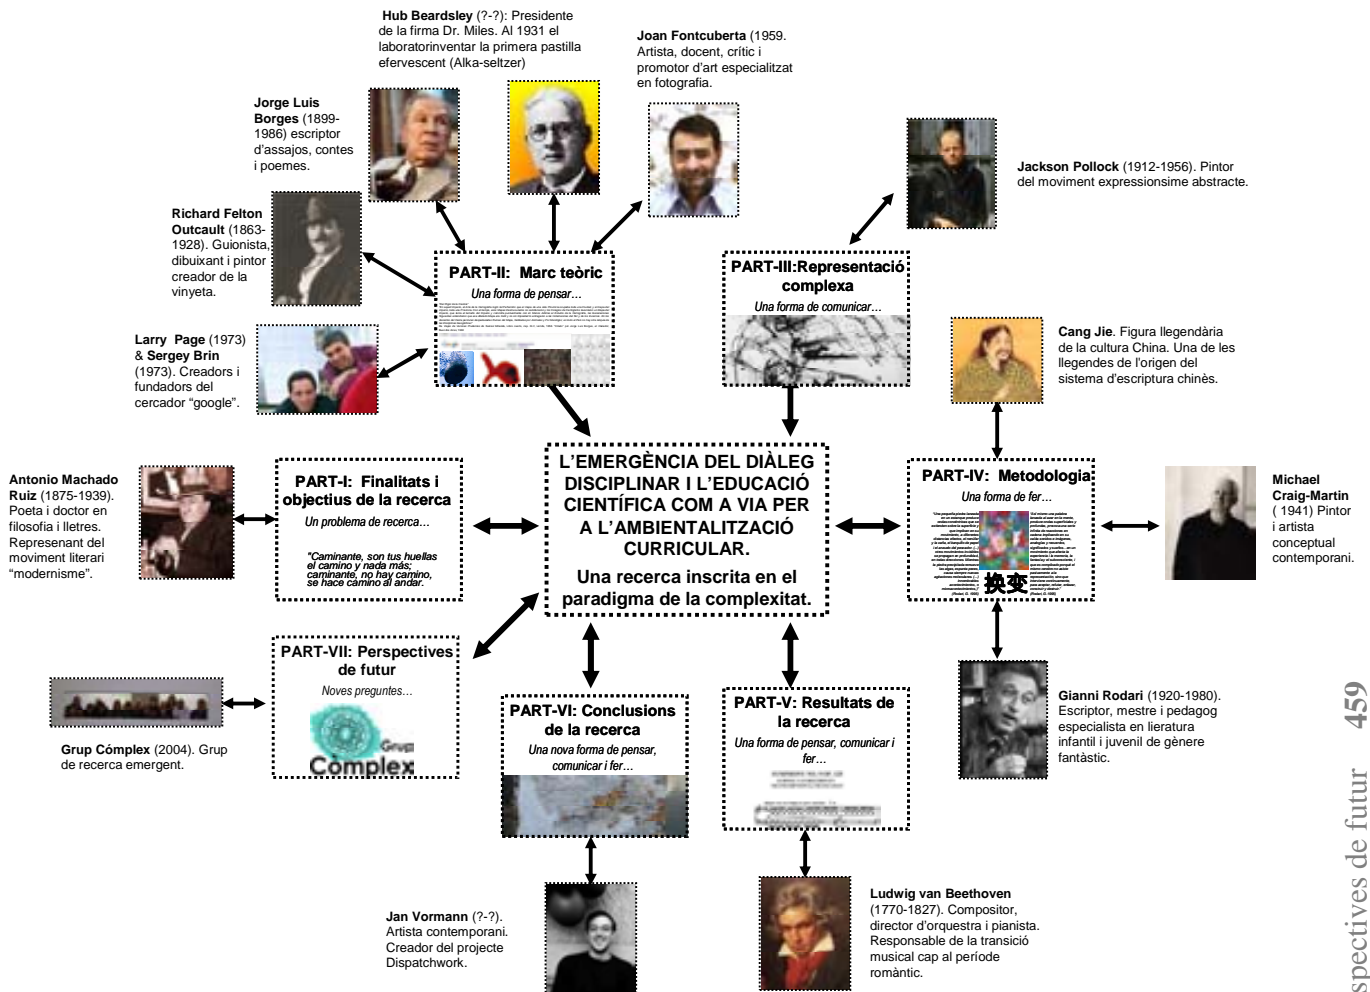 Hub Beardsley (?-?): Presidente
de la firma Dr. Miles. Al 1931 el
laboratorinventar la primera pastilla
efervescent (Alka-seltzer)
Joan Fontcuberta (1959.
Artista, docent, crític i
promotor d'art especialitzat
en fotografia.
Jorge Luis
Borges (1899-
1986) escriptor
d'assajos, contes
i poemes.
Jackson Pollock (1912-1956). Pintor
del moviment expressionsime abstracte.
Richard Felton
Outcault (1863-
1928). Guionista,
dibuixant i pintor
creador de la
vinyeta.
PART-II: Marc teòric
Una forma de pensar…
PART-III:Representació
complexa
Una forma de comunicar…
Larry Page (1973)
& Sergey Brin
(1973). Creadors i
fundadors del
cercador "google".
Cang Jie. Figura llegendària
de la cultura China. Una de les
llegendes de l'origen del
sistema d'escriptura chinès.
Antonio Machado
Ruiz (1875-1939).
Poeta i doctor en
filosofia i lletres.
Represenant del
moviment literari
"modernisme".
PART-I: Finalitats i
objectius de la recerca
Un problema de recerca…
"Caminante, son tus huellas
el camino y nada más;
caminante, no hay camino,
se hace camino al andar.
L'EMERGÈNCIA DEL DIÀLEG
DISCIPLINAR I L'EDUCACIÓ
CIENTÍFICA COM A VIA PER
A L'AMBIENTALITZACIÓ
CURRICULAR.
Una recerca inscrita en el
paradigma de la complexitat.
PART-IV: Metodologia
Una forma de fer…
换变
Michael
Craig-Martin
( 1941) Pintor
i artista
conceptual
contemporani.
PART-VII: Perspectives
de futur
Noves preguntes…
Grup
Còmplex
Grup Cómplex (2004). Grup
de recerca emergent.
PART-VI: Conclusions
de la recerca
Una nova forma de pensar,
comunicar i fer…
PART-V: Resultats de
la recerca
Una forma de pensar, comunicar i
fer…
Gianni Rodari (1920-1980).
Escriptor, mestre i pedagog
especialista en lieratura
infantil i juvenil de gènere
fantàstic.
Jan Vormann (?-?).
Artista contemporani.
Creador del projecte
Dispatchwork.
Ludwig van Beethoven
(1770-1827). Compositor,
director d'orquestra i pianista.
Responsable de la transició
musical cap al període
romàntic.
spectives de futur 459